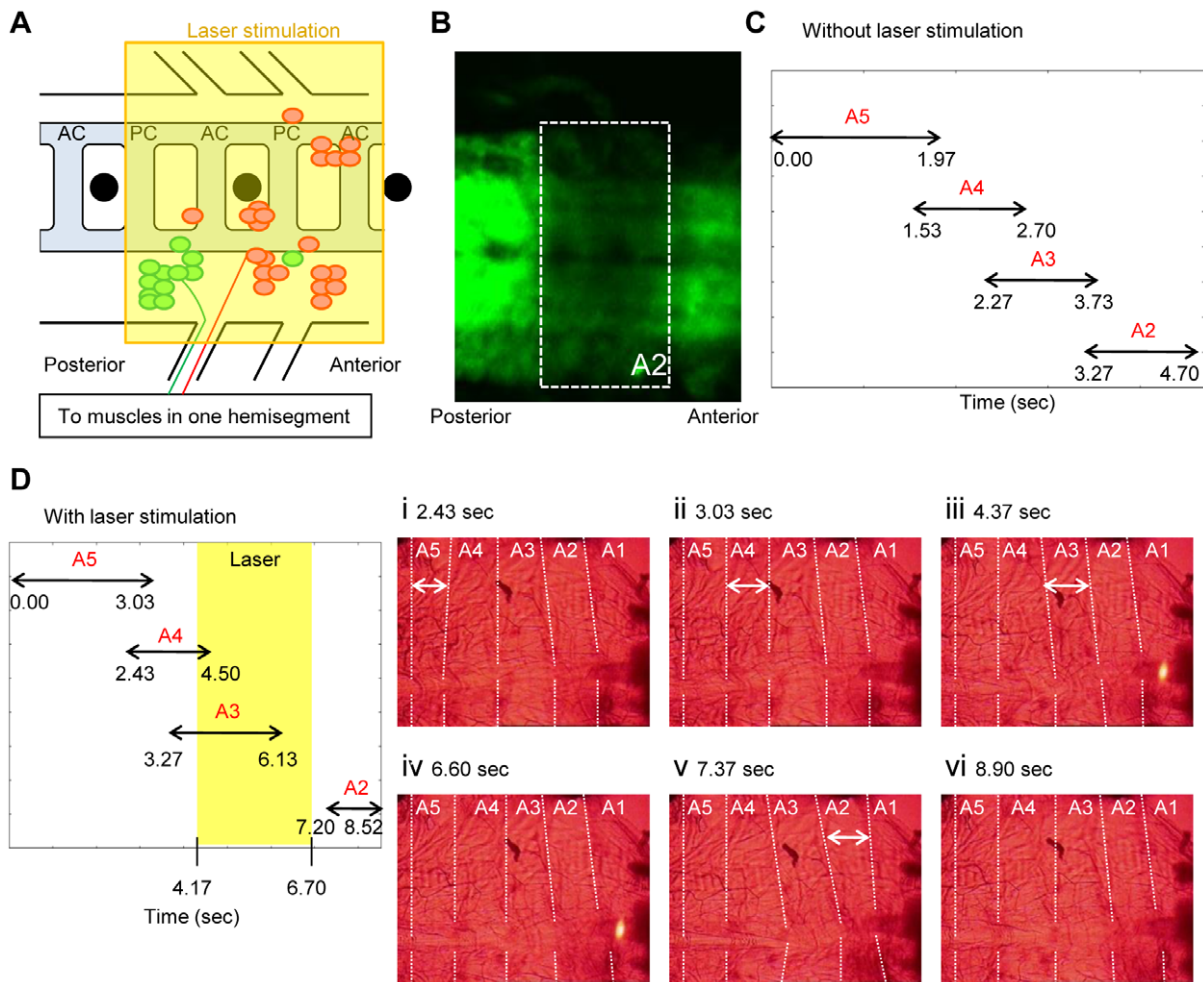 A
Laser stimulation
AC PC AC PC AC
Posterior Anterior
To muscles in one hemisegment
B
A2
Posterior Anterior
C
Without laser stimulation
A5
0.00 1.97
A4
1.53 2.70
A3
2.27 3.73
A2
3.27 4.70
Time (sec)
D
With laser stimulation
A5 Laser
0.00 3.03
A4
2.43 4.50
A3
3.27 6.13
A2
7.20 8.52
4.17 6.70
Time (sec)
i 2.43 sec
A5 A4 A3 A2 A1
ii 3.03 sec
A5 A4 A3 A2 A1
iii 4.37 sec
A5 A4 A3 A2 A1
iv 6.60 sec
A5 A4 A3 A2 A1
v 7.37 sec
A5 A4 A3 A2 A1
vi 8.90 sec
A5 A4 A3 A2 A1